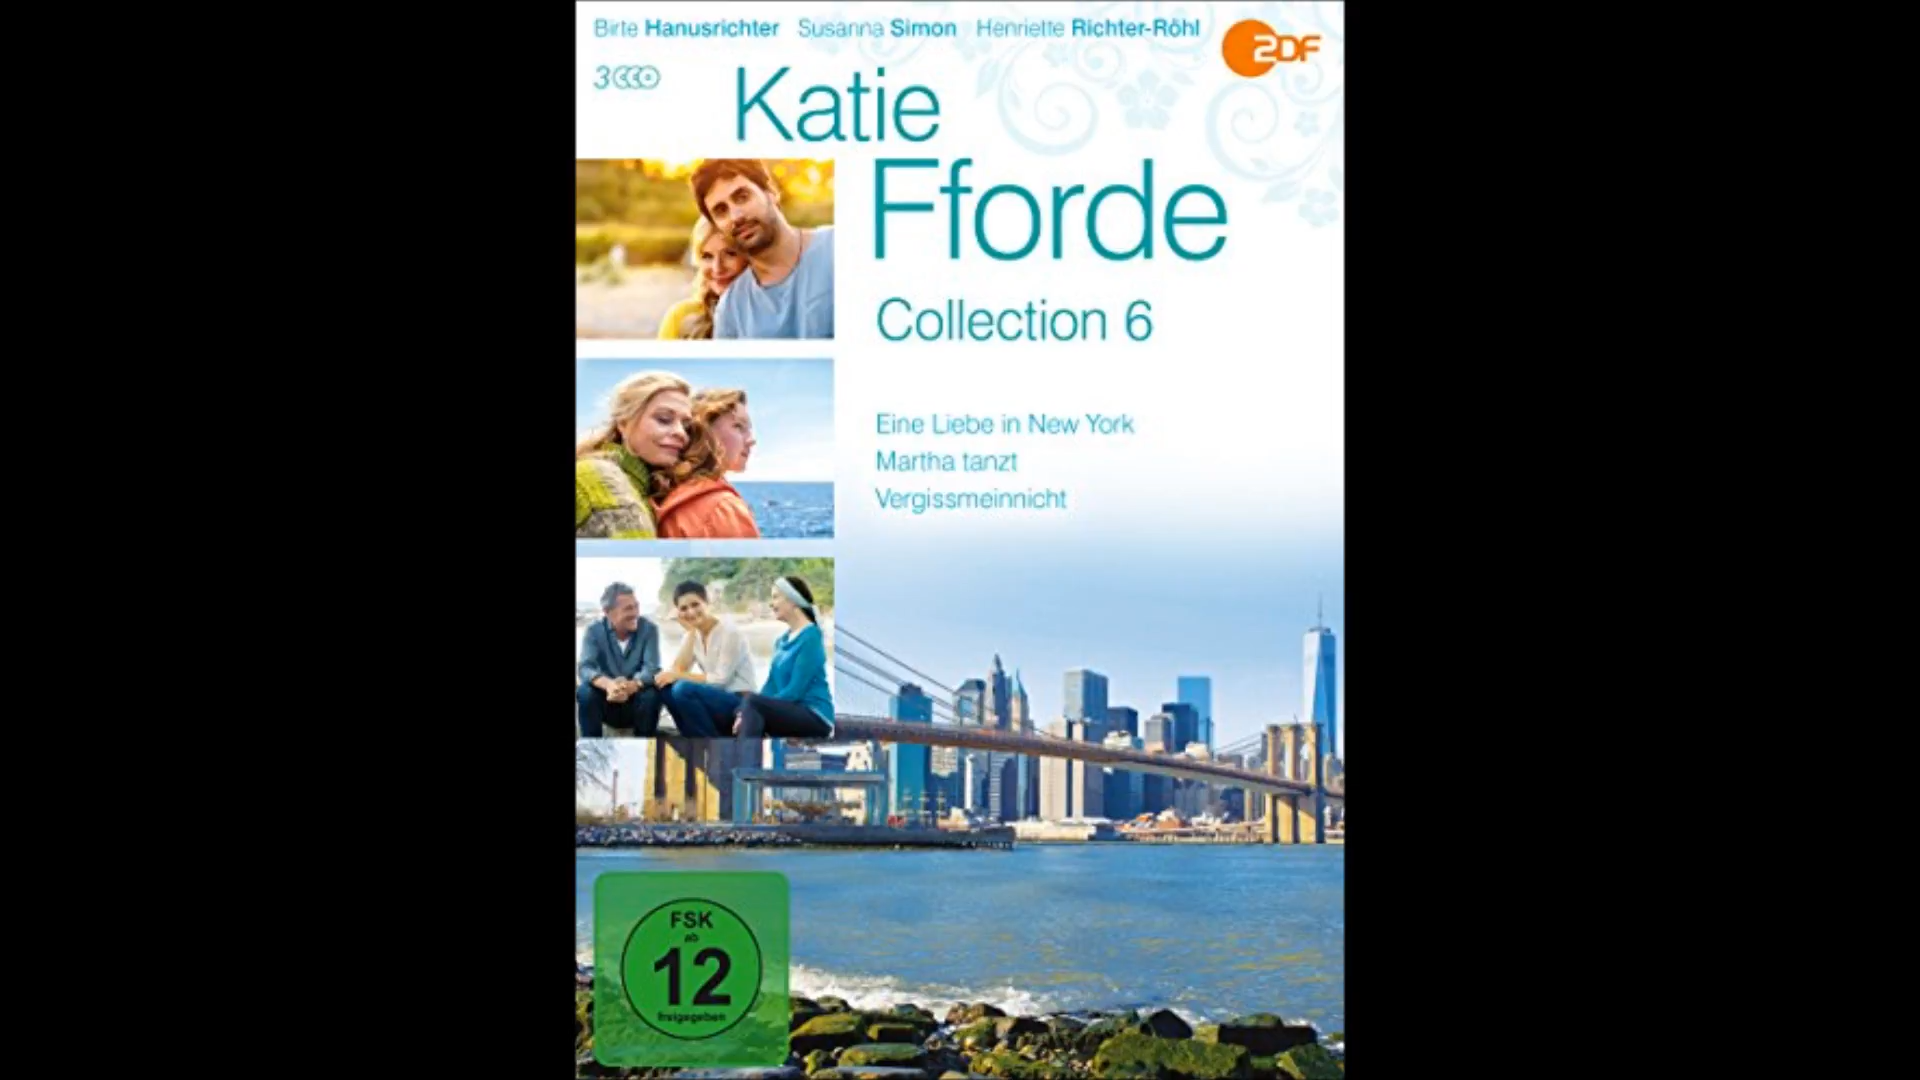 Birte Hanusrichter Susanna Simon Henriette Richter-Röhl
ZDF
3
Katie
Fforde
Collection 6
Eine Liebe in New York
Martha tanzt
Vergissmeinnicht
FSK
ab
12
freigegeben